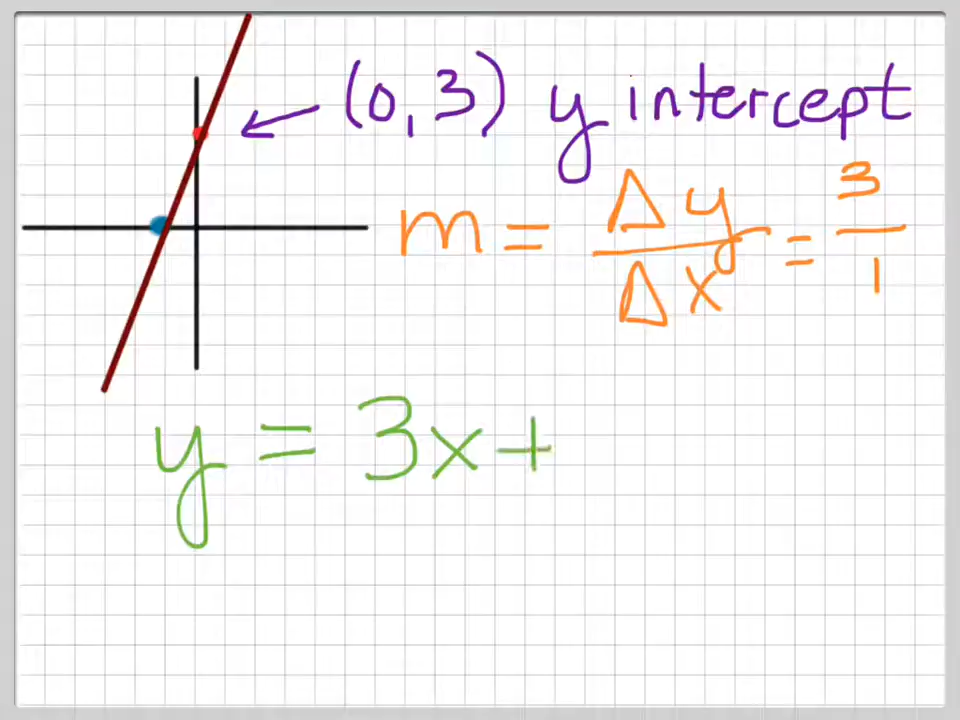 (0,3) y intercept
m = Δy/Δx = 3/1
y = 3x+